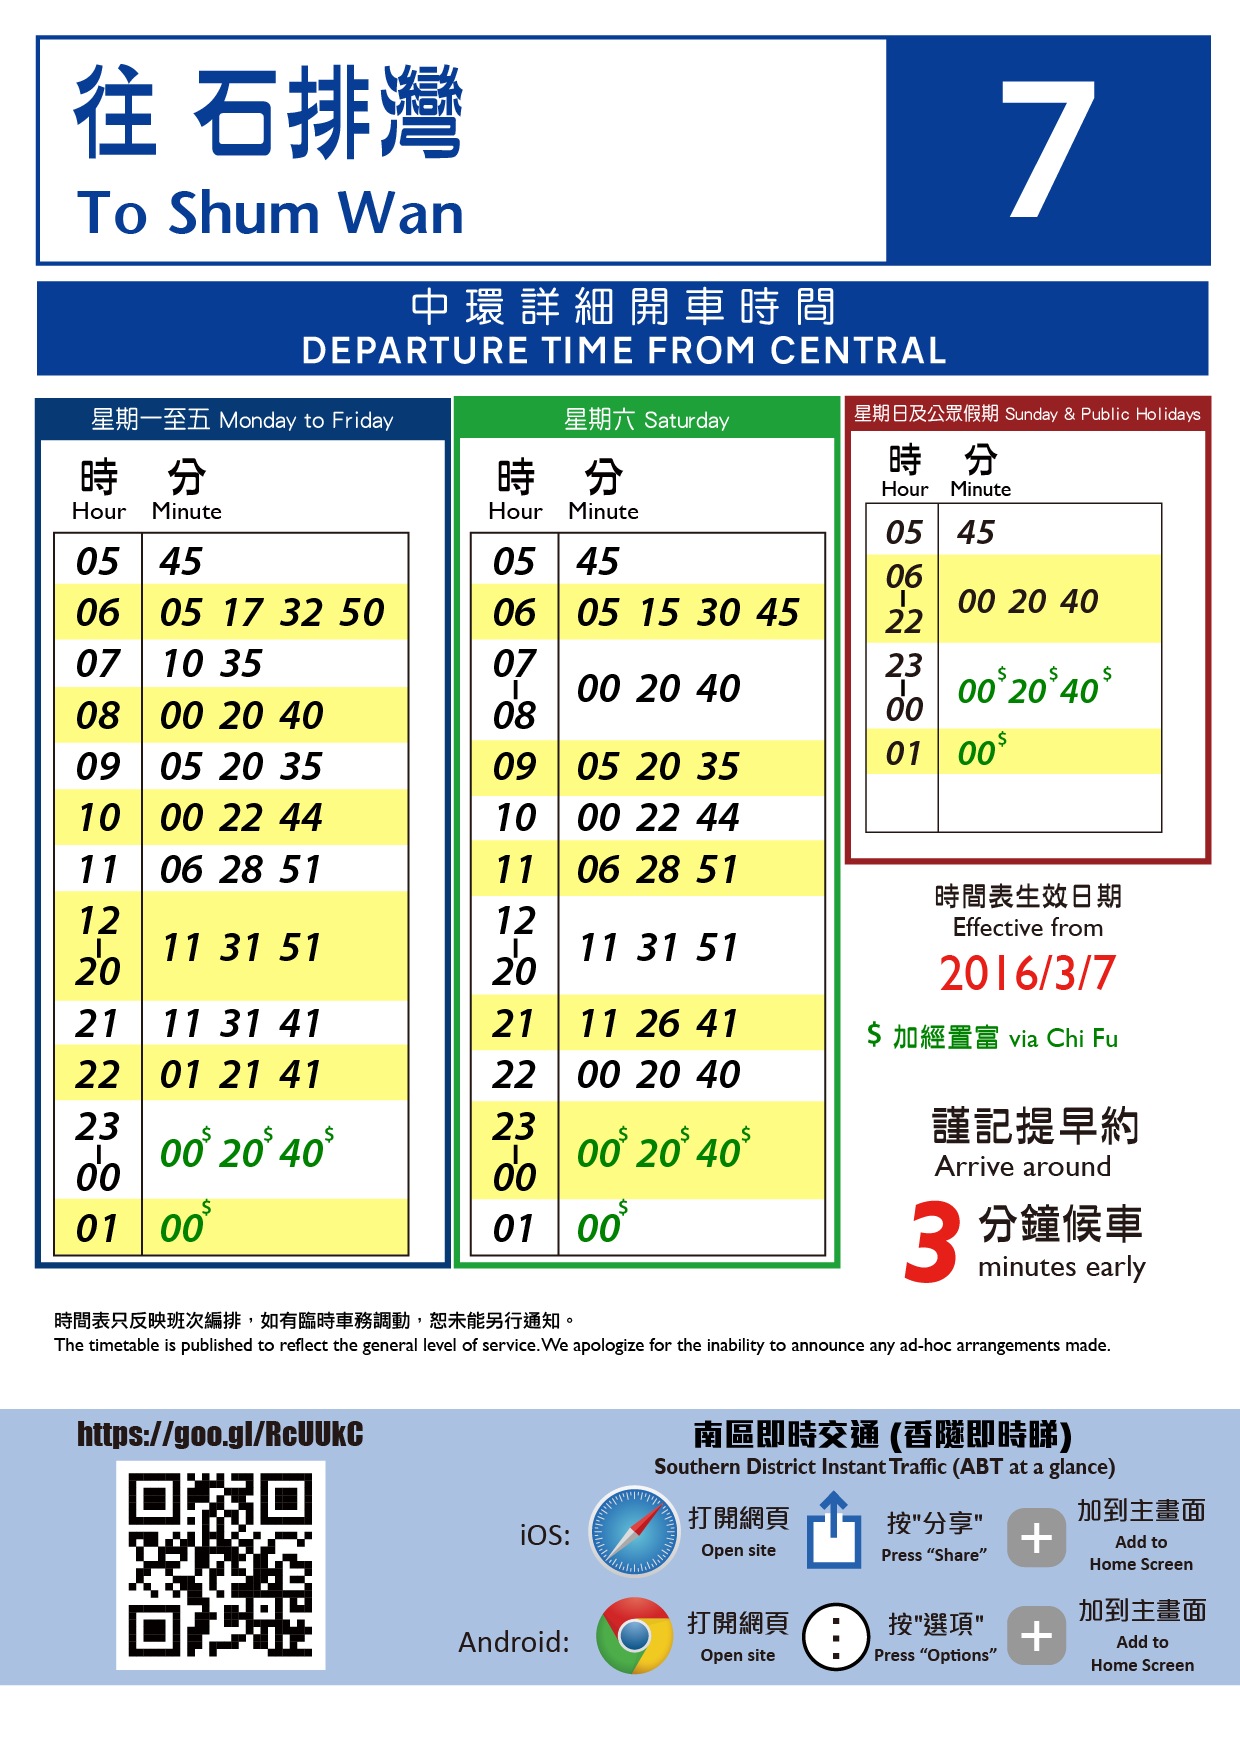 往 石排灣
To Shum Wan
7
中環詳細開車時間
DEPARTURE TIME FROM CENTRAL
星期一至五 Monday to Friday
時 分
Hour Minute
05 45
06 05 17 32 50
07 10 35
08 00 20 40
09 05 20 35
10 00 22 44
11 06 28 51
12
|
20
11 31 51
21 11 31 41
22 01 21 41
23
|
00
00$ 20$ 40$
01 00$
星期六 Saturday
時 分
Hour Minute
05 45
06 05 15 30 45
07
|
08
00 20 40
09 05 20 35
10 00 22 44
11 06 28 51
12
|
20
11 31 51
21 11 26 41
22 00 20 40
23
|
00
00$ 20$ 40$
01 00$
星期日及公眾假期 Sunday & Public Holidays
時 分
Hour Minute
05 45
06
|
22
00 20 40
23
|
00
00$ 20$ 40$
01 00$
時間表生效日期
Effective from
2016/3/7
$ 加經置富 via Chi Fu
謹記提早約
Arrive around
3 分鐘候車
minutes early
時間表只反映班次編排，如有臨時車務調動，恕未能另行通知。
The timetable is published to reflect the general level of service. We apologize for the inability to announce any ad-hoc arrangements made.
https://goo.gl/RcUUkC
南區即時交通 (香隧即時睇)
Southern District Instant Traffic (ABT at a glance)
iOS:
打開網頁
Open site
按"分享"
Press “Share”
加到主畫面
Add to
Home Screen
Android:
打開網頁
Open site
按"選項"
Press “Options”
加到主畫面
Add to
Home Screen